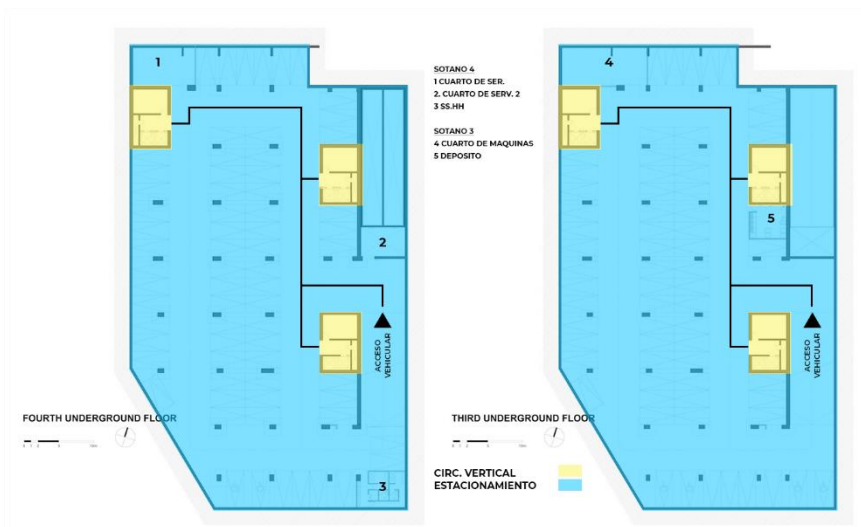 1
4
SOTANO 4
1 CUARTO DE SER.
2. CUARTO DE SERV. 2
3 SS.HH
SOTANO 3
4 CUARTO DE MAQUINAS
5 DEPOSITO
5
2
ACCESO
VEHICULAR
ACCESO
VEHICULAR
FOURTH UNDERGROUND FLOOR
THIRD UNDERGROUND FLOOR
CIRC. VERTICAL
ESTACIONAMIENTO
3